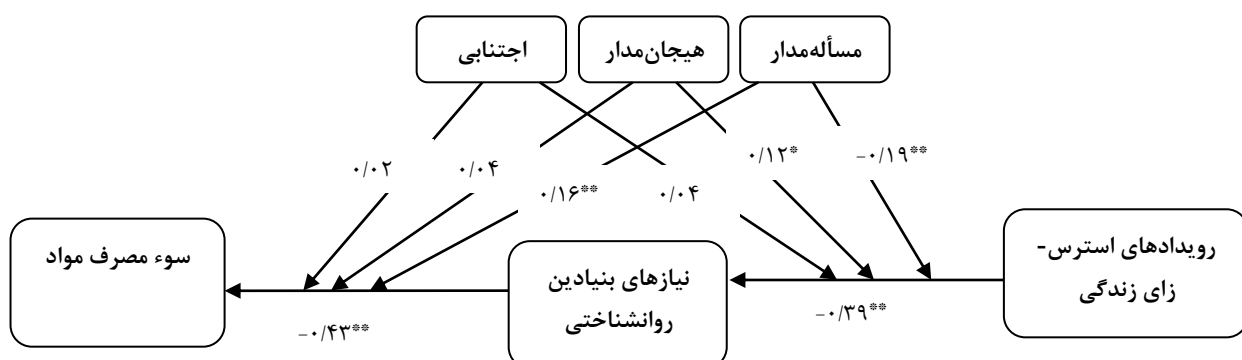 مسأله‌مدار
هیجان‌مدار
اجتنابی
-۰/۱۹**
۰/۱۲*
۰/۰۴
۰/۱۶**
۰/۰۴
۰/۰۲
رویدادهای استرس-
زای زندگی
-۰/۳۹**
نیازهای بنیادین
روانشناختی
-۰/۴۳**
سوء مصرف مواد